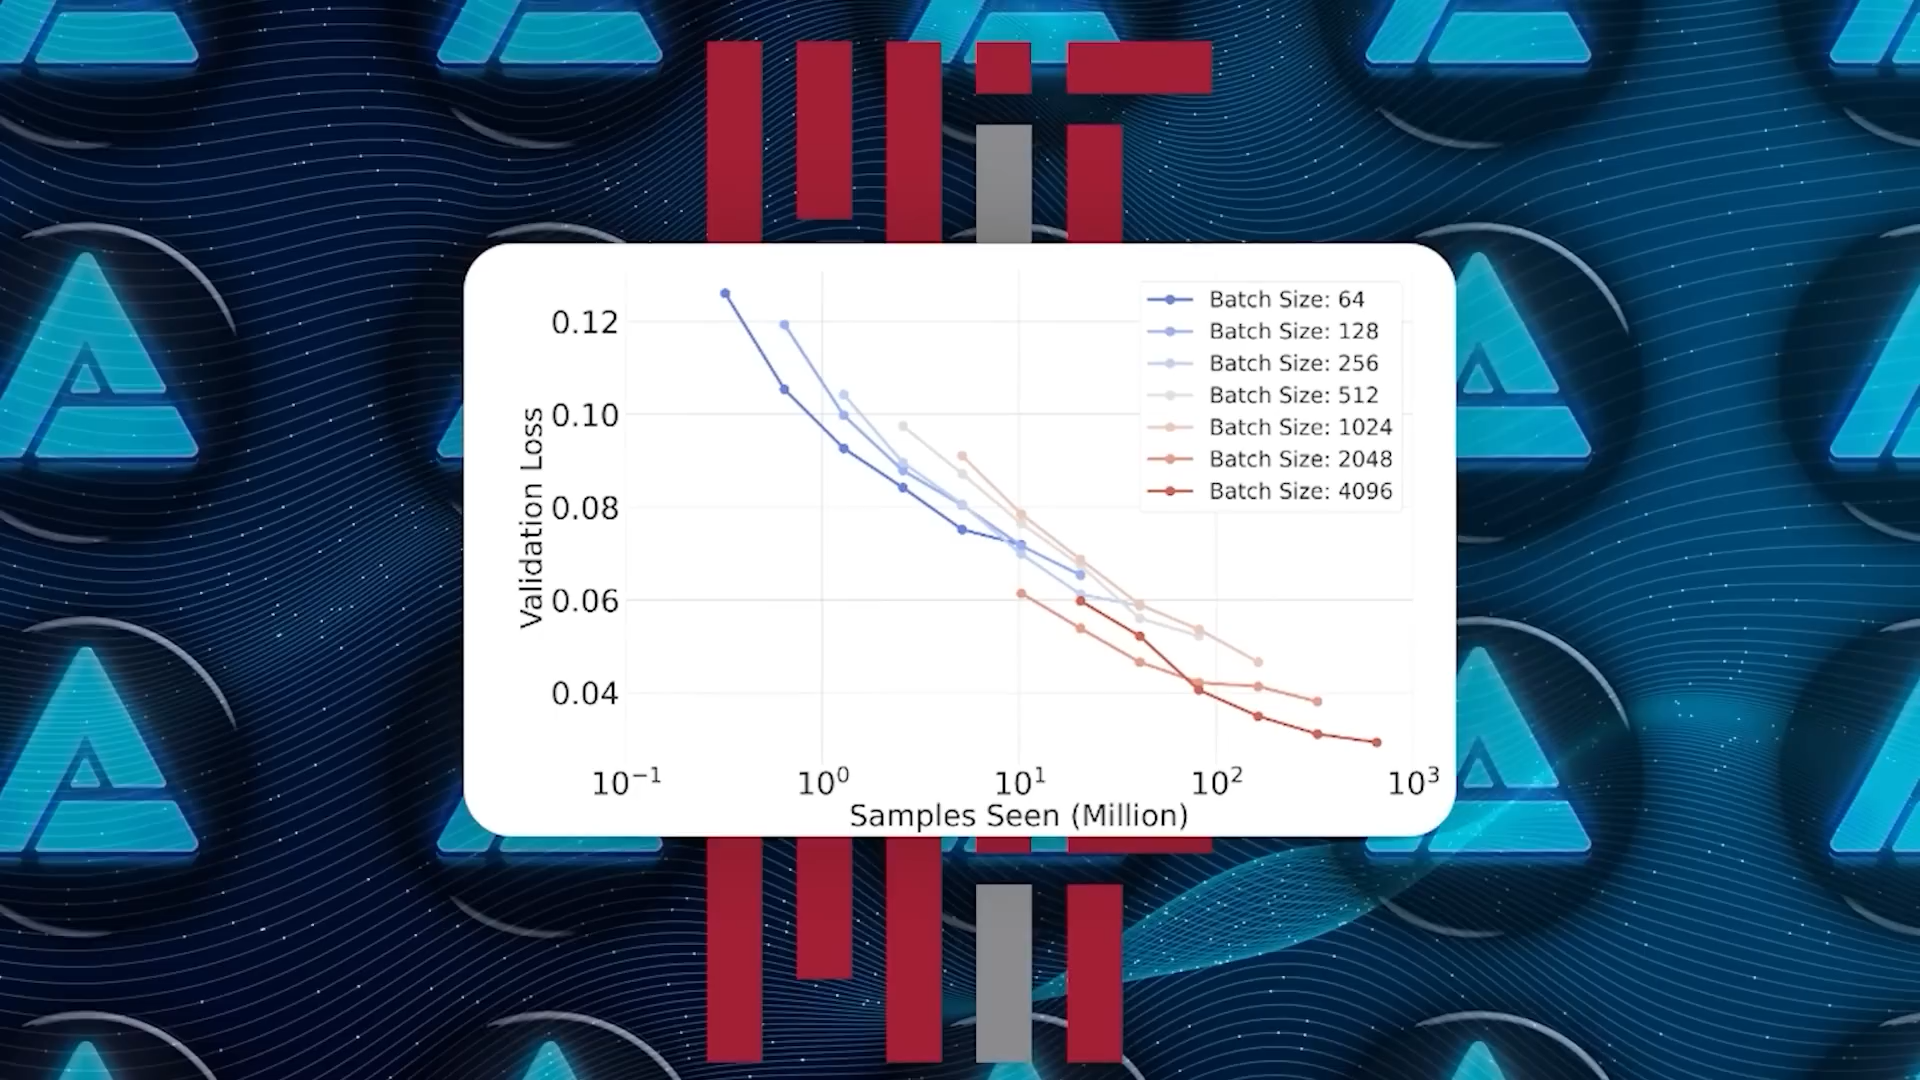 MIT
0.12
0.10
0.08
0.06
0.04
Validation Loss
10⁻¹
10⁰
10¹
10²
10³
Samples Seen (Million)
Batch Size: 64
Batch Size: 128
Batch Size: 256
Batch Size: 512
Batch Size: 1024
Batch Size: 2048
Batch Size: 4096